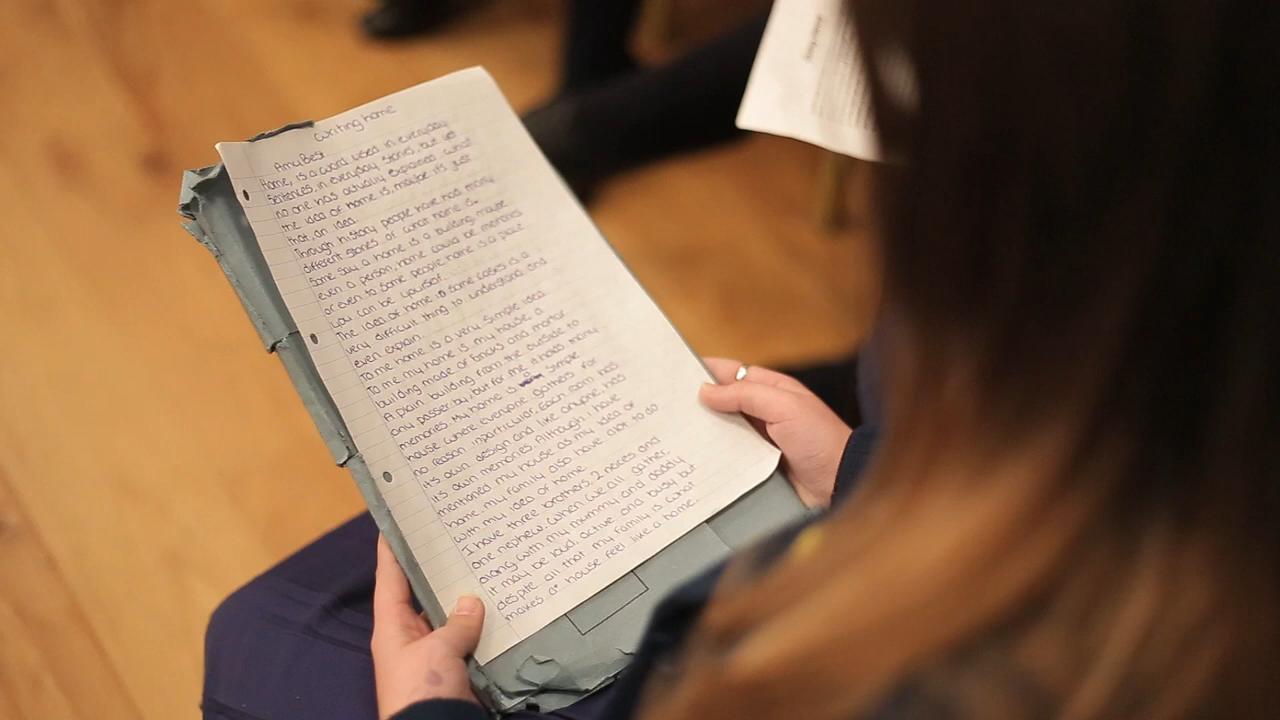 Writing home
Amy Best
Home, is a word used in everyday
sentences, in everyday stories, but yet
no one has actually explained what
the idea of home is, maybe it's just
that, an idea.
Through history people have had many
different stories of what home is.
Some saw a home is a building, maybe
even a person, home could be memories
or even to some people home is a place
you can be yourself.
The idea of home is some cases is a
very difficult thing to understand, and
even explain.
To me home is a very simple idea.
To me my home is my house, a
building made of bricks and mortar
A plain building from the outside to
any passer by, but for me it holds many
memories. My home is simple
house where everyone gathers for
no reason inparticular. Each room has
it's own design and like anyone, has
it's own memories. Although I have
mentioned my house as my idea of
home, my family also have alot to do
with my idea of home.
I have three brothers, 2 neices and
one nephew. When we all gather,
along with my mummy and daddy
it may be loud, active and busy but
despite all that my family is what
makes a house feel like a home.